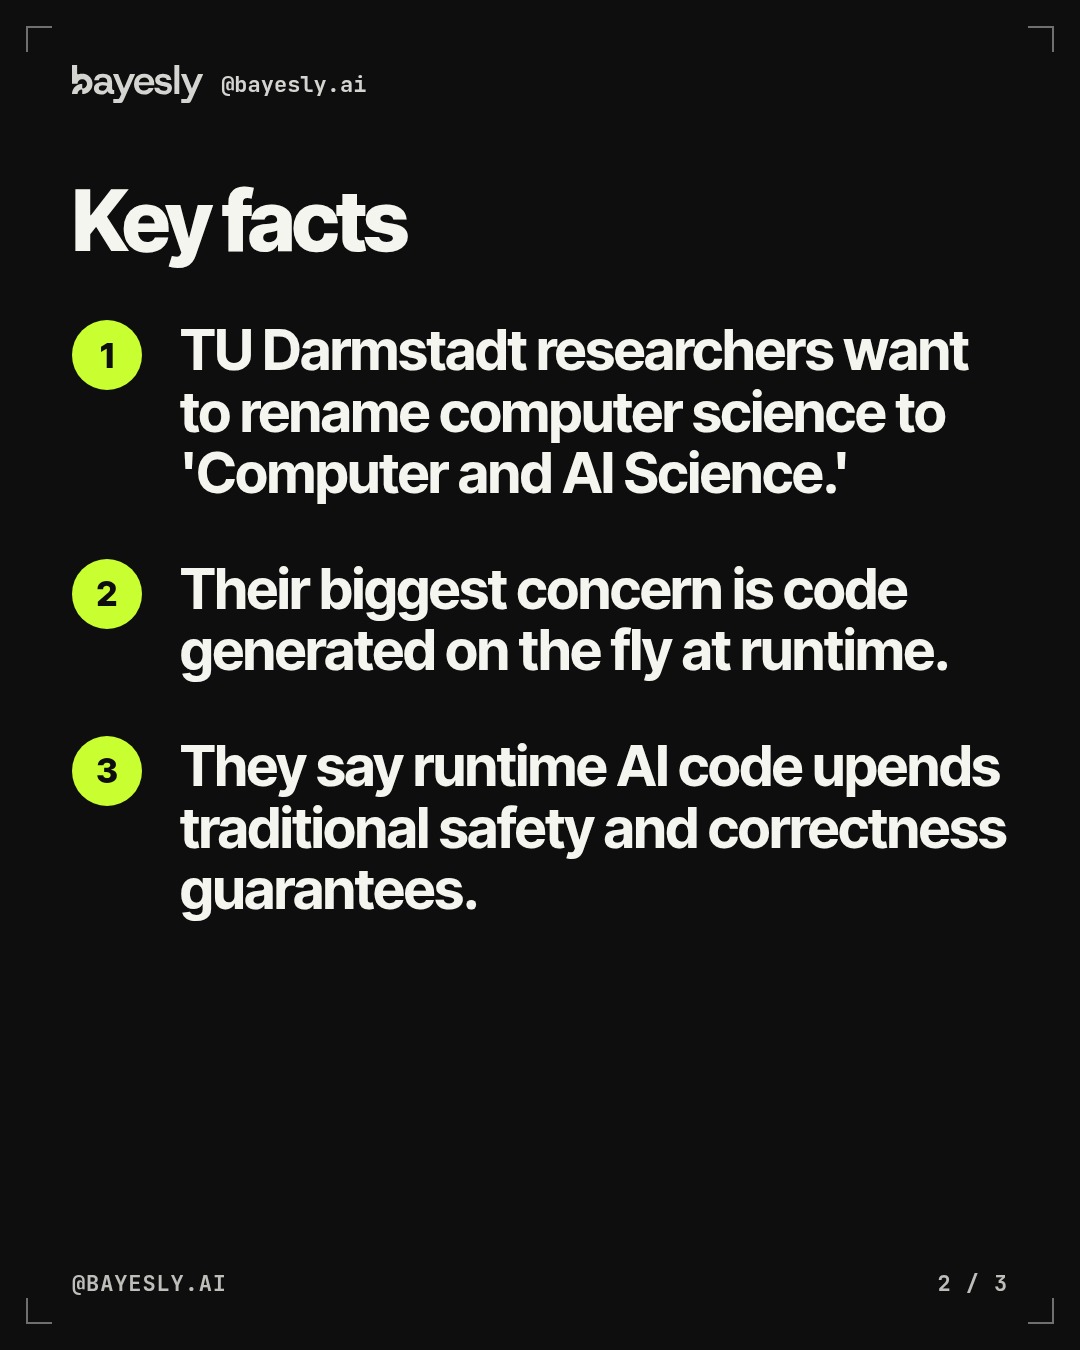 bayesly @bayesly.ai
Key facts
1 TU Darmstadt researchers want
to rename computer science to
'Computer and AI Science.'
2 Their biggest concern is code
generated on the fly at runtime.
3 They say runtime AI code upends
traditional safety and correctness
guarantees.
@BAYESLY.AI 2 / 3